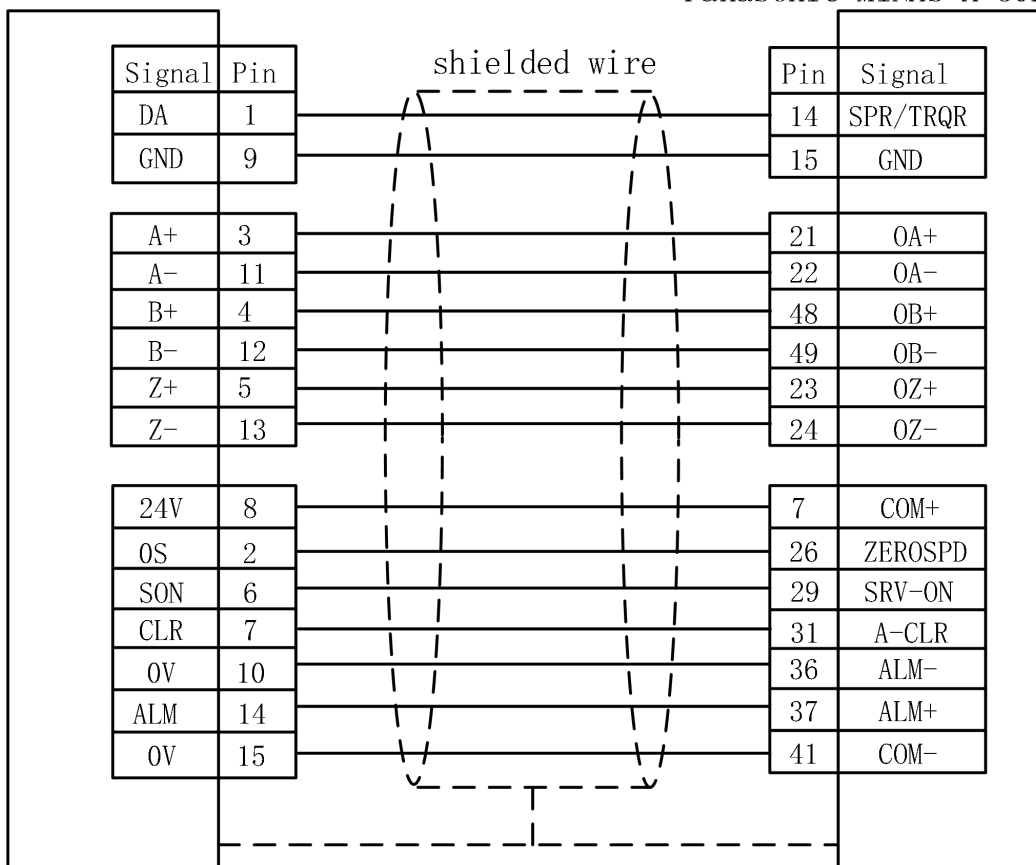 Panasonic MINAS A
shielded wire
Signal Pin
DA 1
GND 9
A+ 3
A- 11
B+ 4
B- 12
Z+ 5
Z- 13
24V 8
OS 2
SON 6
CLR 7
0V 10
ALM 14
0V 15
Pin Signal
14 SPR/TRQR
15 GND
21 OA+
22 OA-
48 OB+
49 OB-
23 OZ+
24 OZ-
7 COM+
26 ZEROSPD
29 SRV-ON
31 A-CLR
36 ALM-
37 ALM+
41 COM-